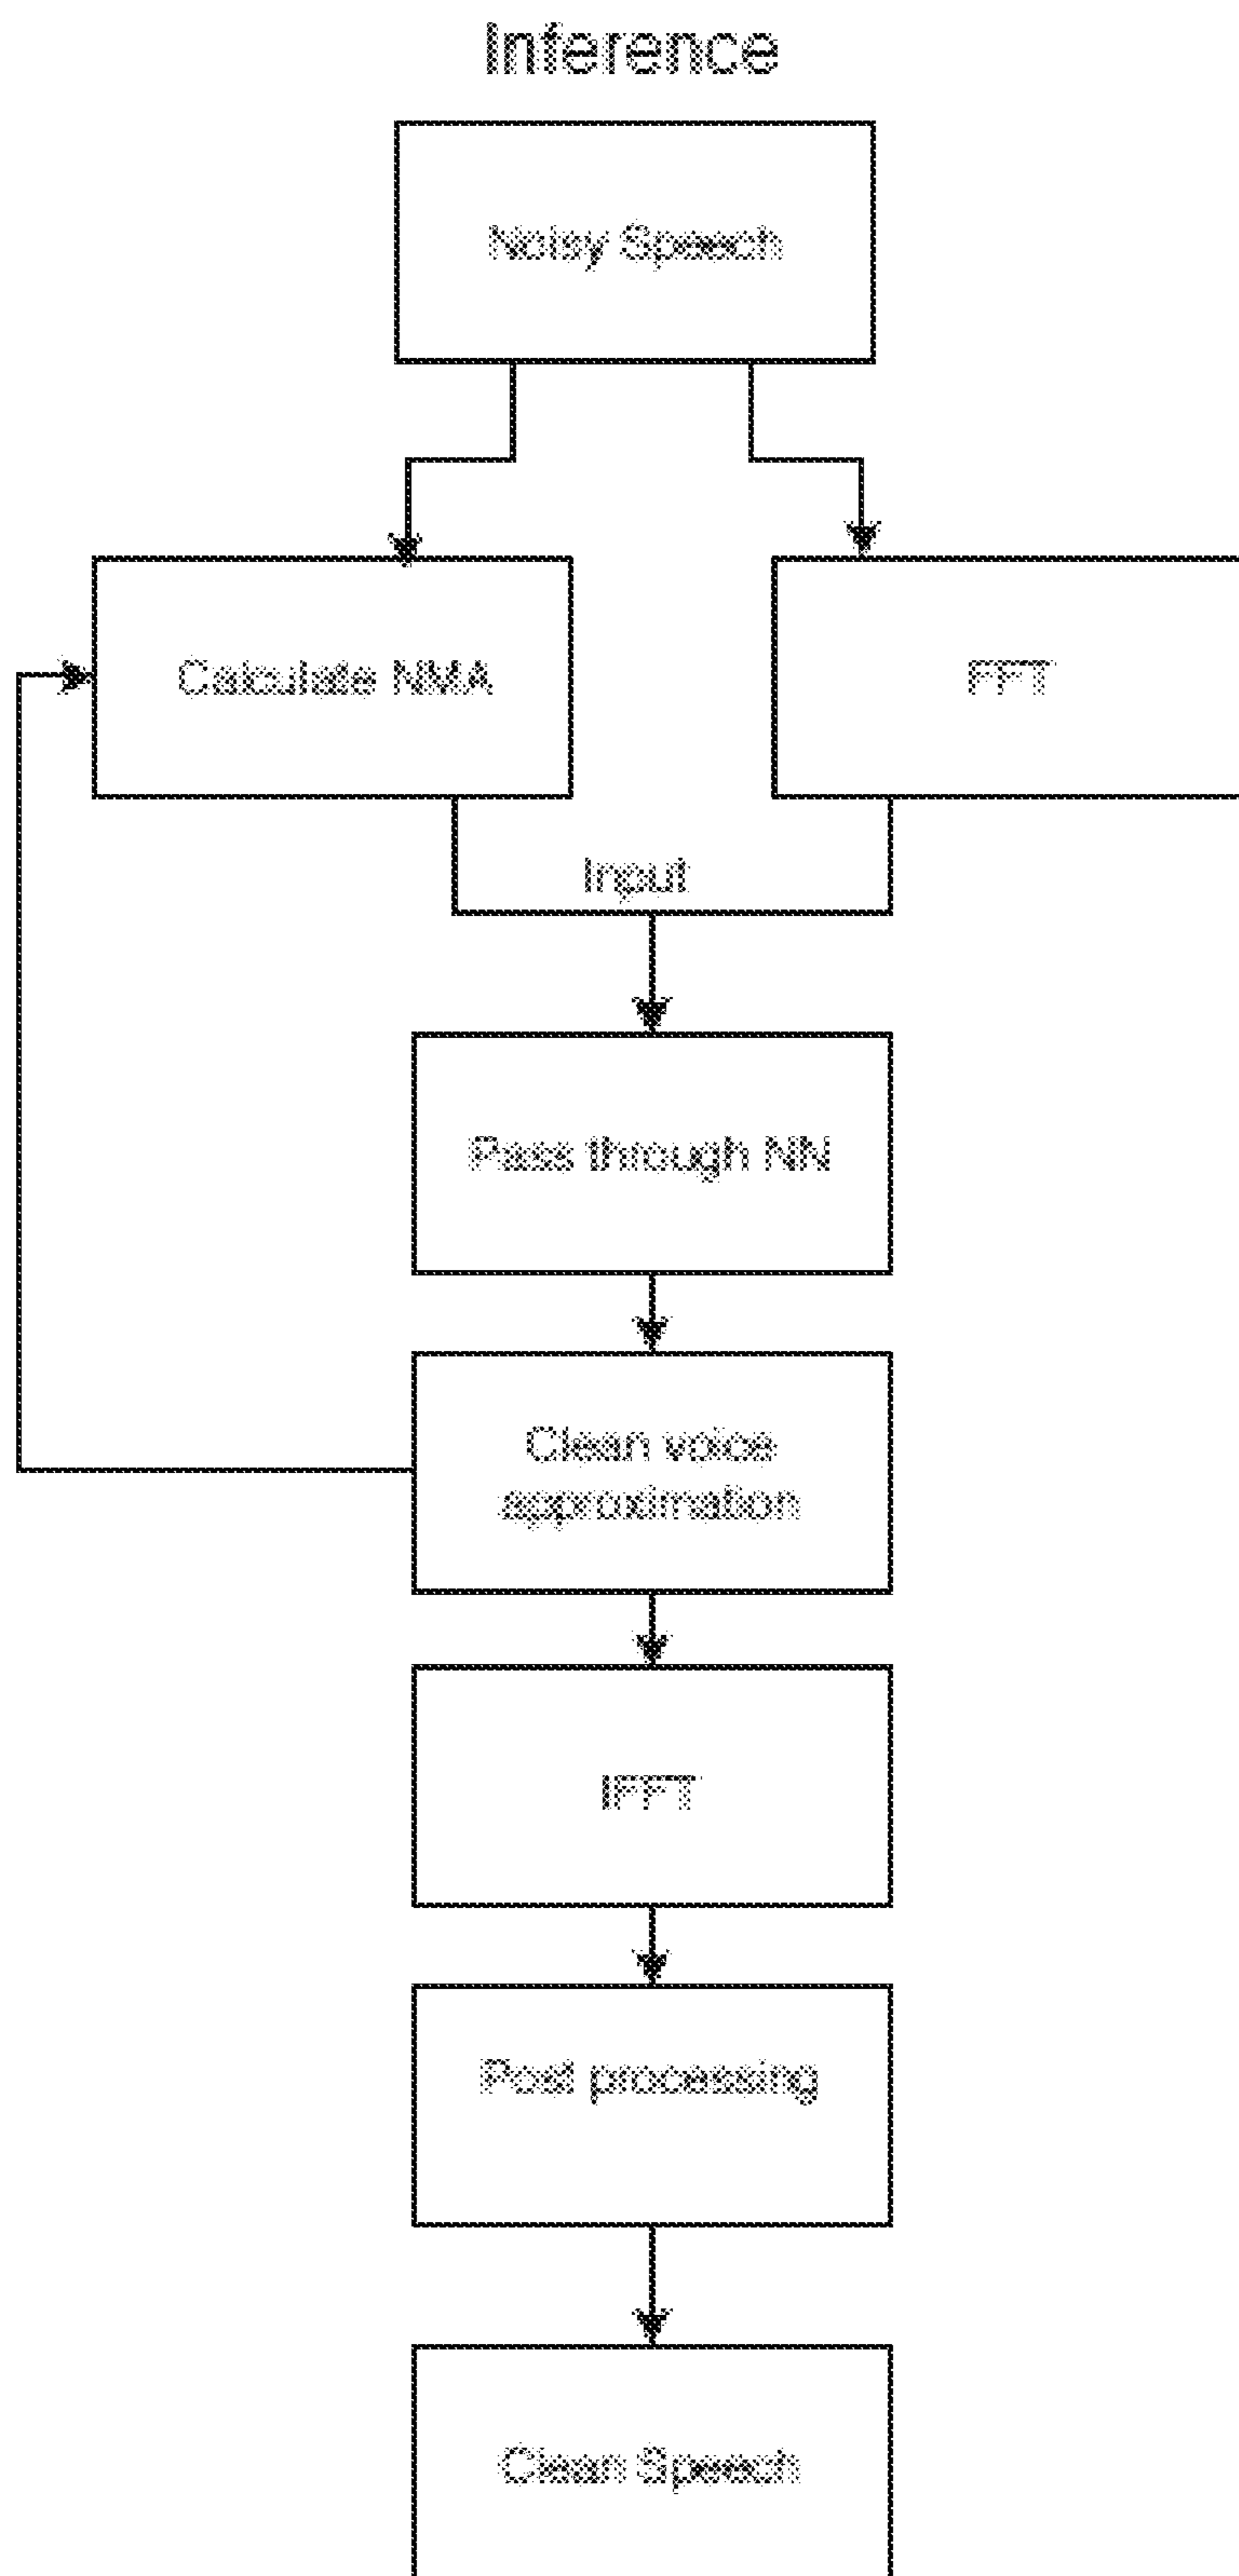 Inference
Noisy Speech
Calculate NMA
FFT
Input
Pass through NN
Clean voice
approximation
IFFT
Post processing
Clean Speech